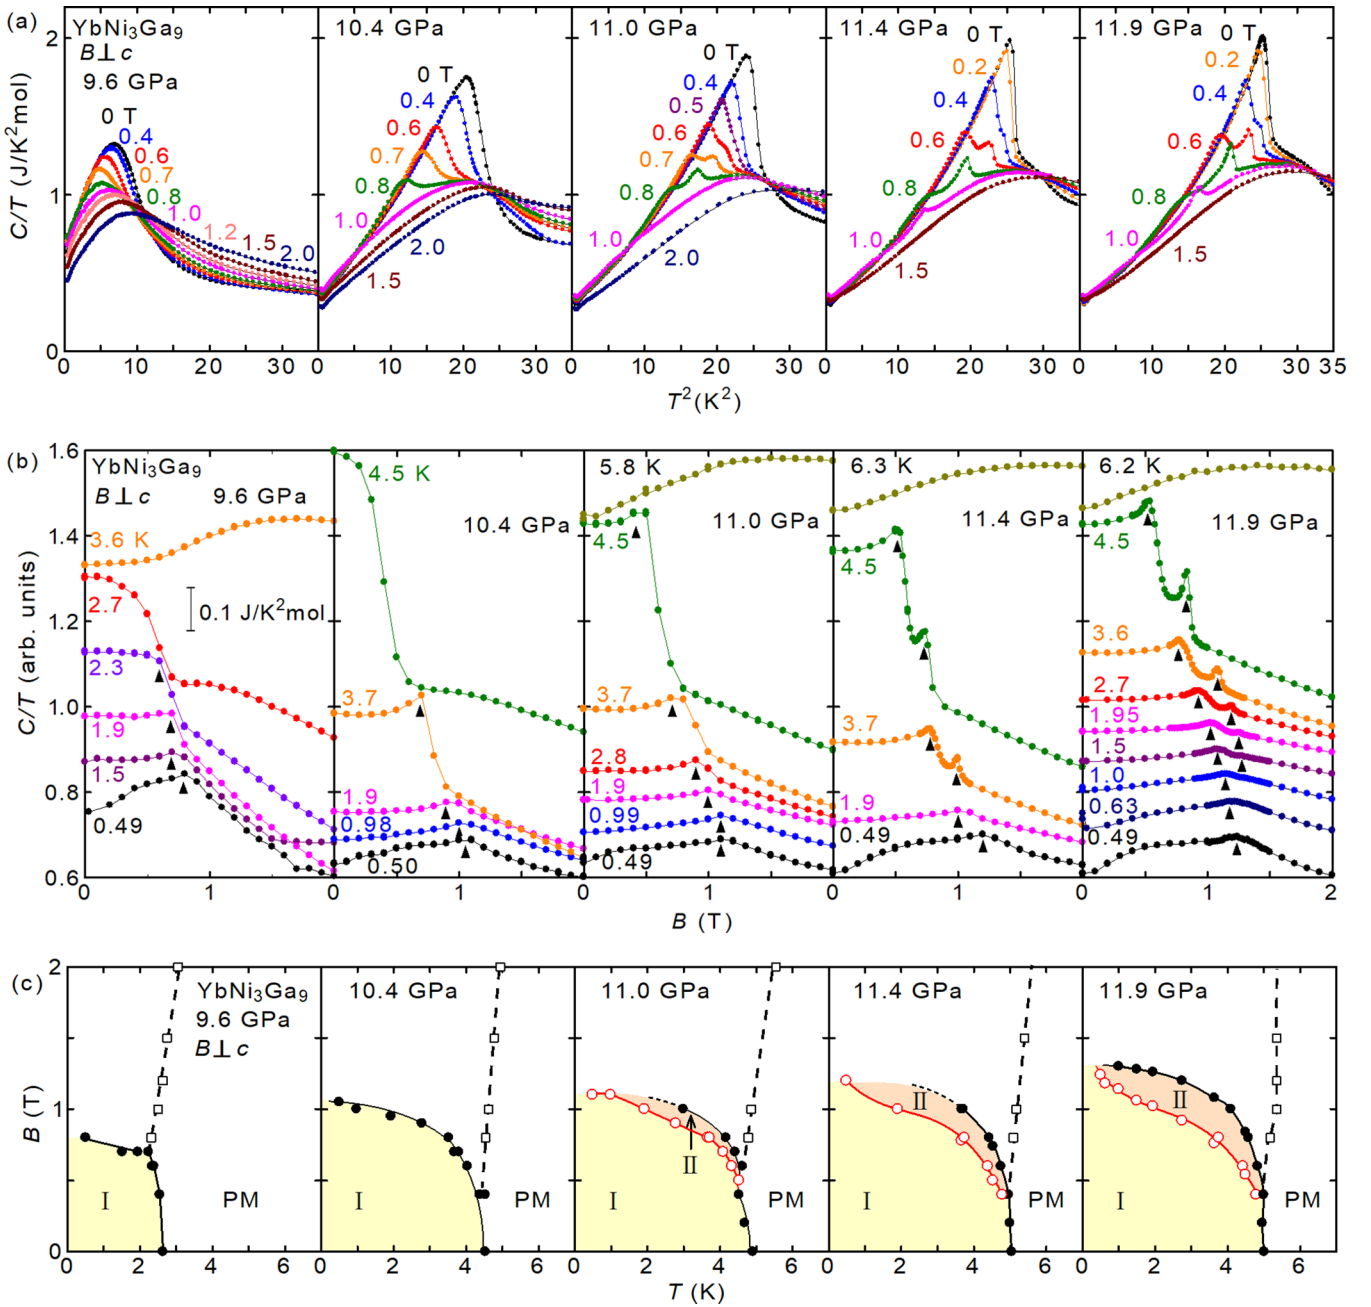 (a)
YbNi₃Ga₉
B⊥c
9.6 GPa
0 T
0.4
0.6
0.7
0.8
1.0
1.2
1.5
2.0
10.4 GPa
0 T
0.4
0.6
0.7
0.8
1.0
1.5
2.0
11.0 GPa
0 T
0.4
0.5
0.6
0.7
0.8
1.0
2.0
11.4 GPa
0 T
0.2
0.4
0.6
0.8
1.0
1.5
11.9 GPa
0 T
0.2
0.4
0.6
0.8
1.0
1.5
C/T (J/K²mol)
2
1
0
0 10 20 30
0 10 20 30
0 10 20 30
0 10 20 30
0 10 20 30 35
T²(K²)
(b)
YbNi₃Ga₉
B⊥c
9.6 GPa
3.6 K
2.7
0.1 J/K²mol
2.3
1.9
1.5
0.49
4.5 K
10.4 GPa
3.7
1.9
0.98
0.50
5.8 K
4.5
11.0 GPa
3.7
2.8
1.9
0.99
0.49
6.3 K
4.5
11.4 GPa
3.7
1.9
0.49
6.2 K
4.5
11.9 GPa
3.6
2.7
1.95
1.5
1.0
0.63
0.49
C/T (arb. units)
1.6
1.4
1.2
1.0
0.8
0.6
0 1
0 1
0 1
0 1
0 1 2
B (T)
(c)
YbNi₃Ga₉
9.6 GPa
B⊥c
I
PM
10.4 GPa
I
PM
11.0 GPa
II
I
PM
11.4 GPa
II
I
PM
11.9 GPa
II
I
PM
B (T)
2
1
0
0 2 4 6
0 2 4 6
0 2 4 6
0 2 4 6
0 2 4 6
T (K)